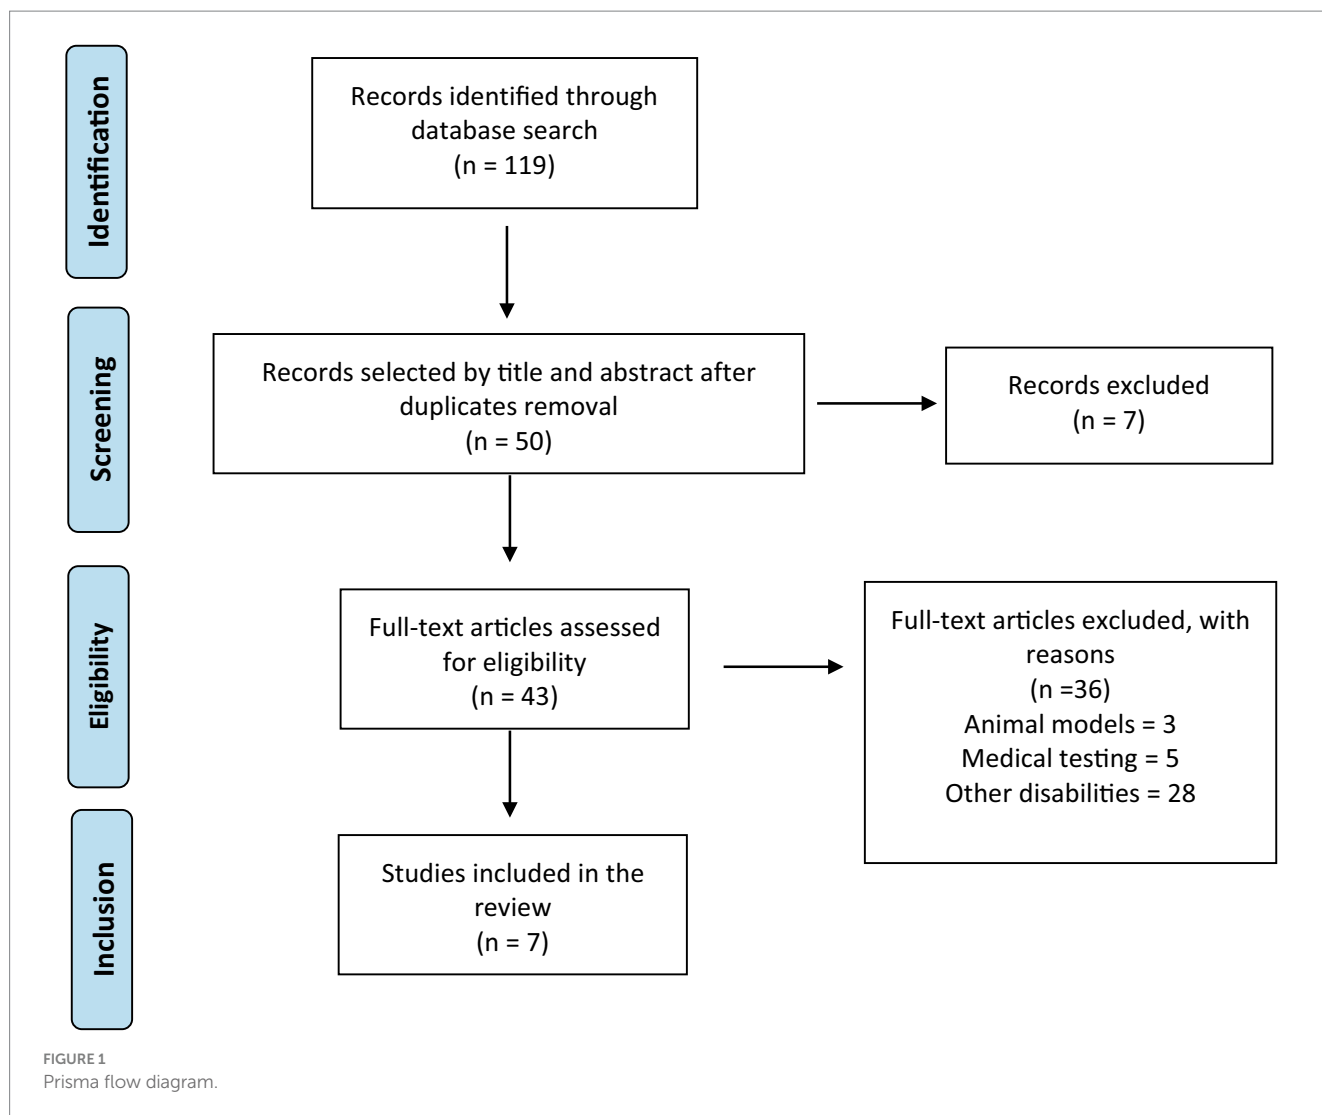 Identification
Records identified through
database search
(n = 119)
Screening
Records selected by title and abstract after
duplicates removal
(n = 50)
Records excluded
(n = 7)
Eligibility
Full-text articles assessed
for eligibility
(n = 43)
Full-text articles excluded, with
reasons
(n =36)
Animal models = 3
Medical testing = 5
Other disabilities = 28
Inclusion
Studies included in the
review
(n = 7)
FIGURE 1
Prisma flow diagram.